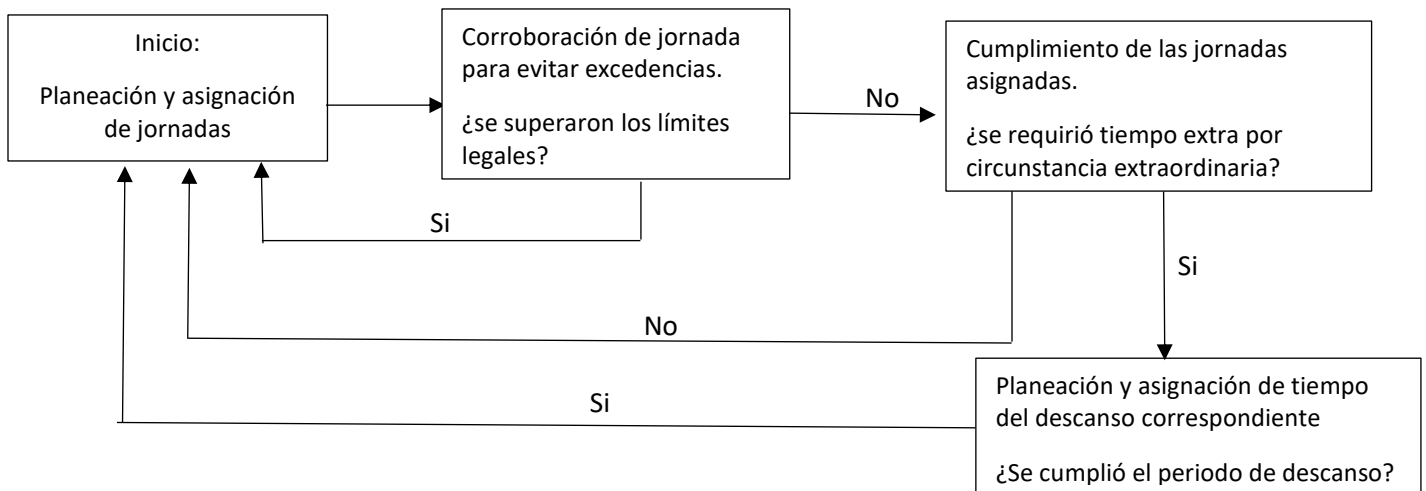 Inicio:
Planeación y asignación
de jornadas
Corroboración de jornada
para evitar excedencias.
¿se superaron los límites
legales?
No
Cumplimiento de las jornadas
asignadas.
¿se requirió tiempo extra por
circunstancia extraordinaria?
Si
Si
No
Si
Planeación y asignación de tiempo
del descanso correspondiente
¿Se cumplió el periodo de descanso?